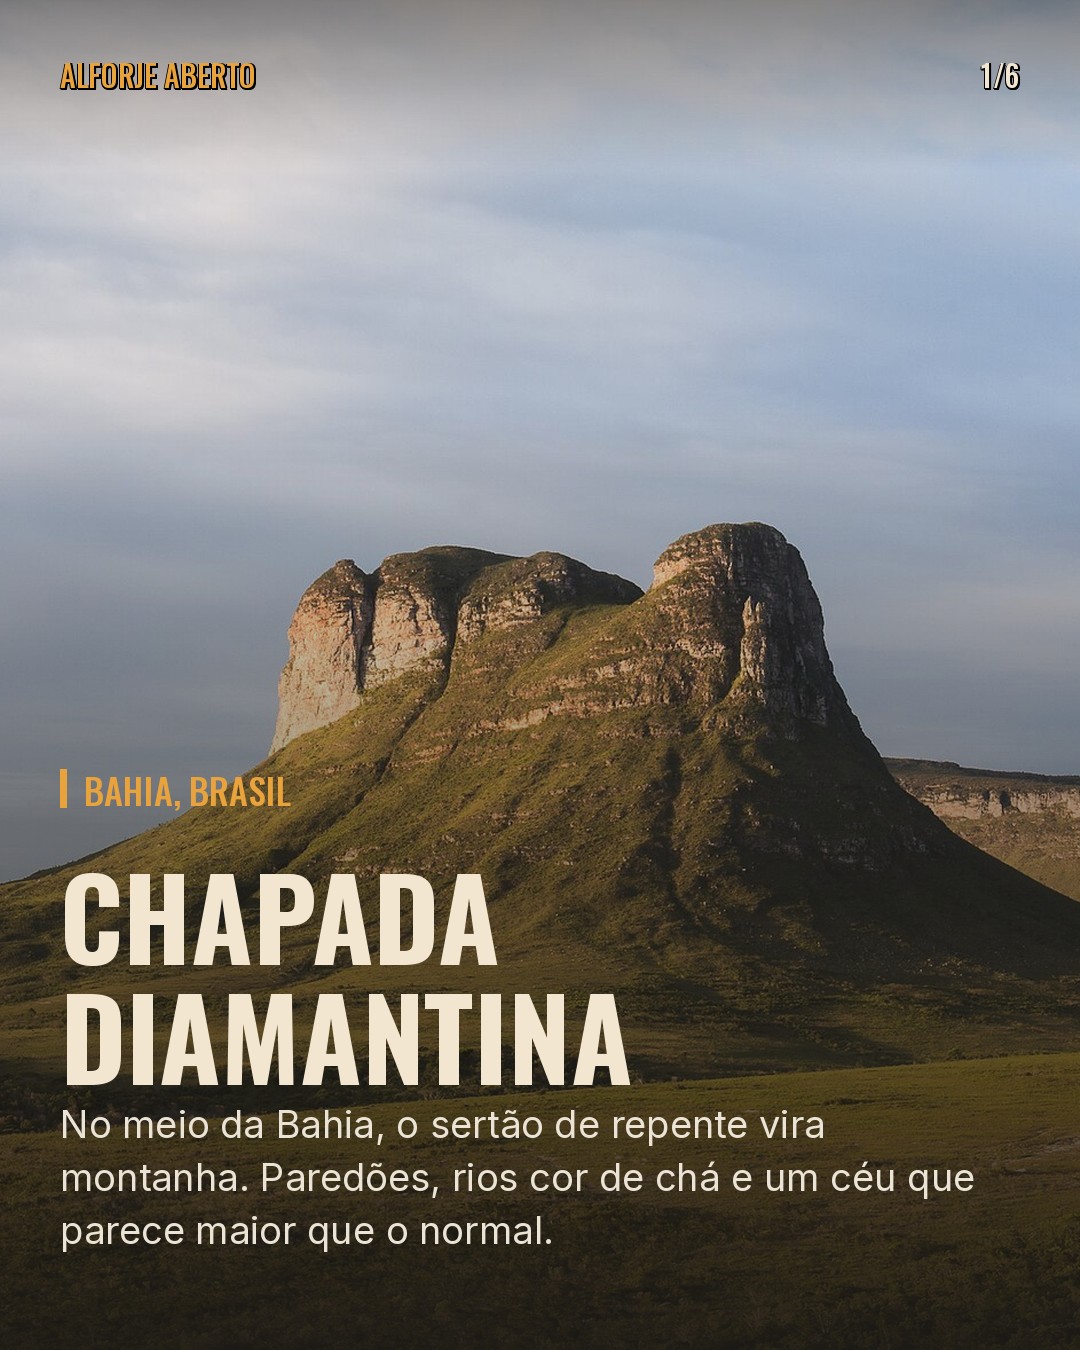 ALFORJE ABERTO
1/6
BAHIA, BRASIL
CHAPADA
DIAMANTINA
No meio da Bahia, o sertão de repente vira
montanha. Paredões, rios cor de chá e um céu que
parece maior que o normal.